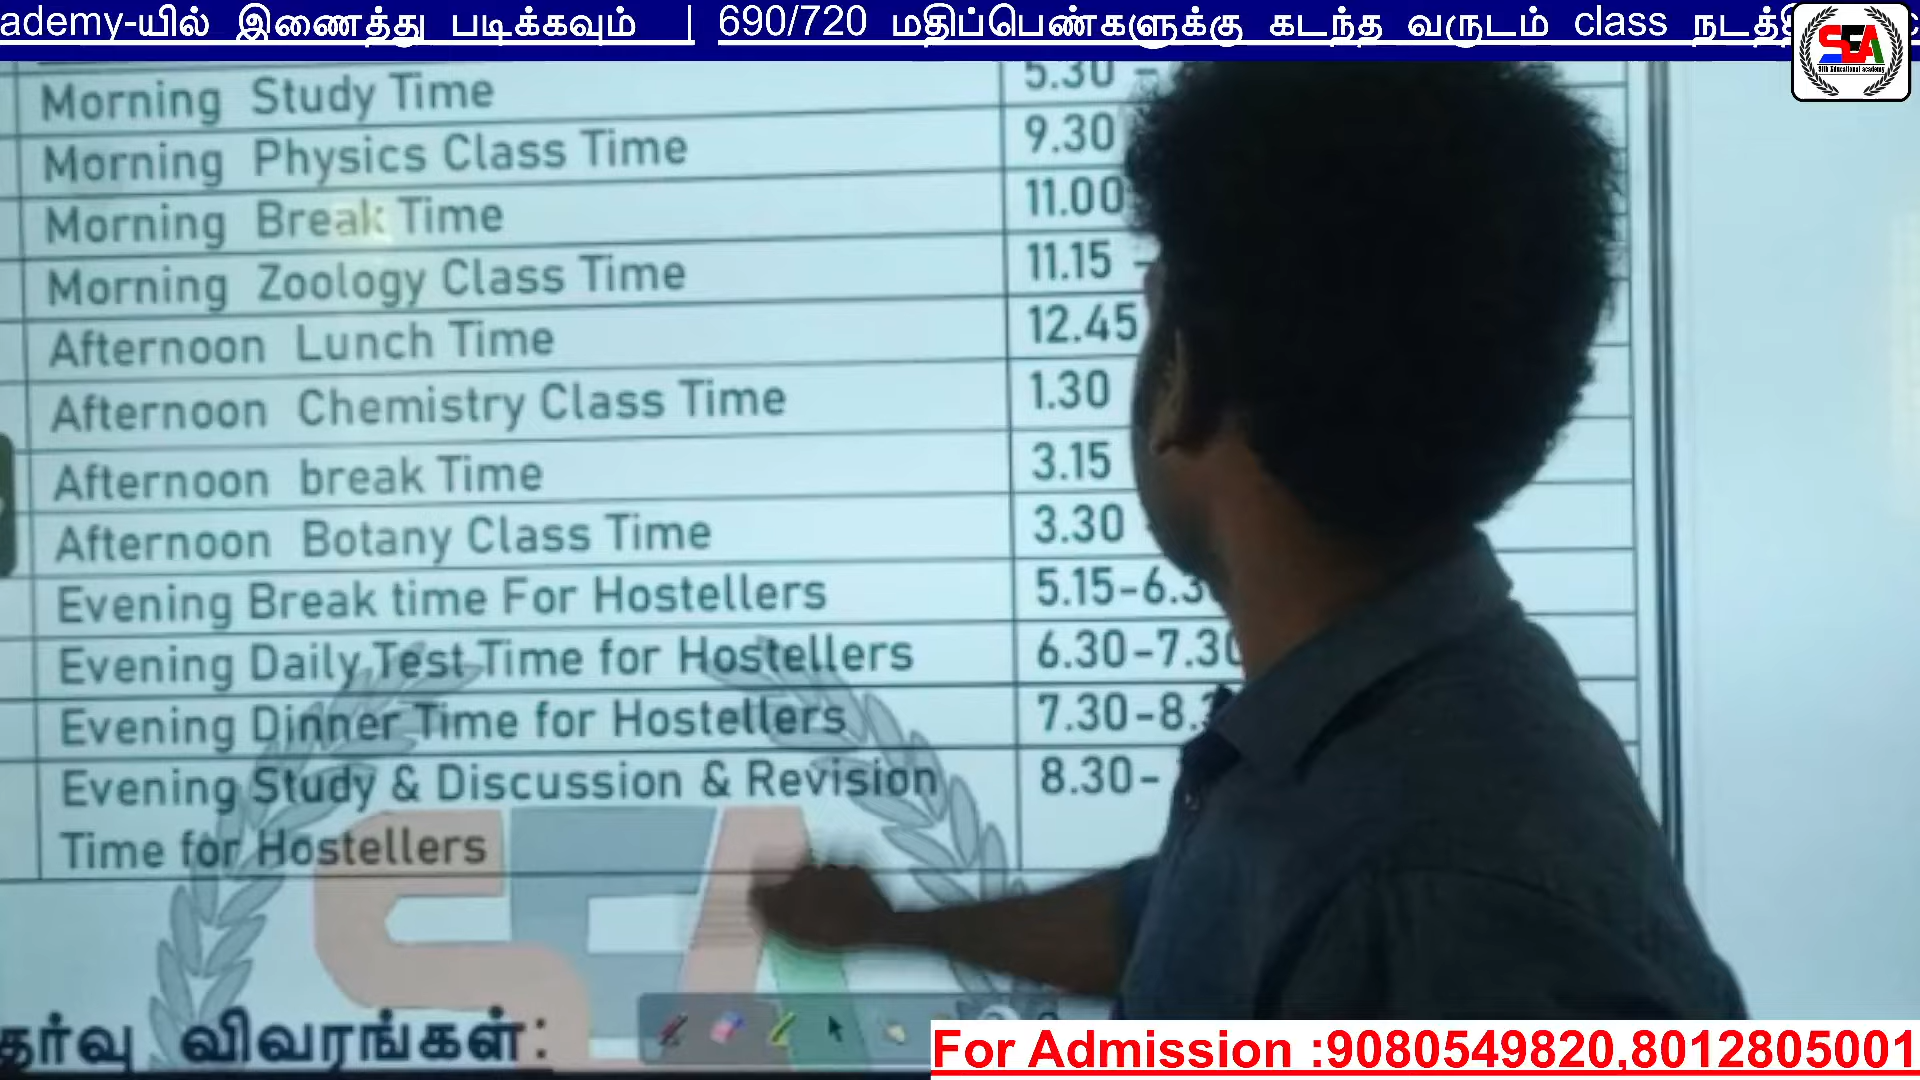 ademy-யில் இணைத்து படிக்கவும் | 690/720 மதிப்பெண்களுக்கு கடந்த வருடம் class
SEA
Morning Study Time 5.30 -
Morning Physics Class Time 9.30
Morning Break Time 11.00
Morning Zoology Class Time 11.15 -
Afternoon Lunch Time 12.45
Afternoon Chemistry Class Time 1.30
Afternoon break Time 3.15
Afternoon Botany Class Time 3.30
Evening Break time For Hostellers 5.15-6.3
Evening Daily Test Time for Hostellers 6.30-7.30
Evening Dinner Time for Hostellers 7.30-8.
Evening Study & Discussion & Revision 8.30-
Time for Hostellers
SEA
விவரங்கள்:
For Admission :9080549820,8012805001